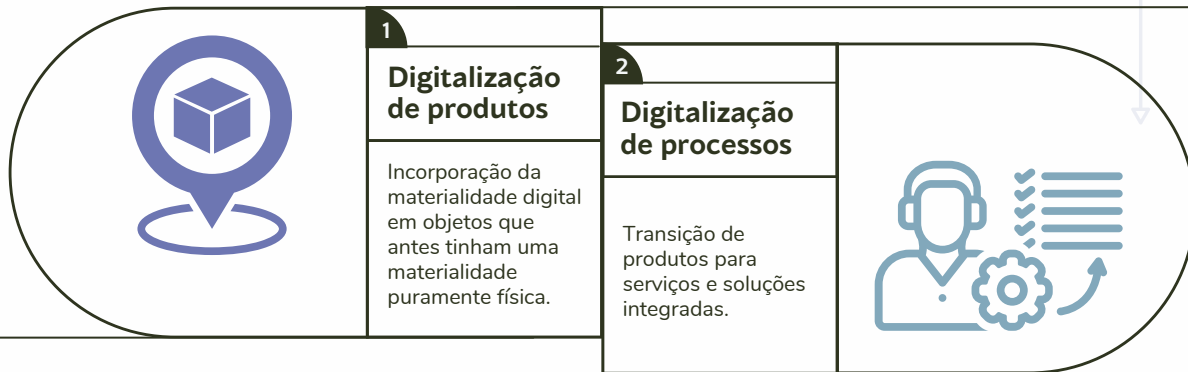 1
Digitalização
de produtos
Incorporação da
materialidade digital
em objetos que
antes tinham uma
materialidade
puramente física.
2
Digitalização
de processos
Transição de
produtos para
serviços e soluções
integradas.